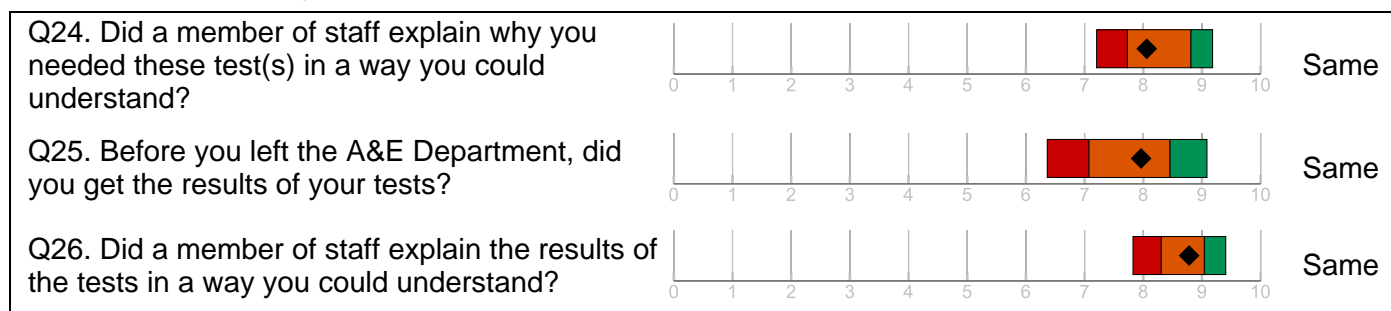 Q24. Did a member of staff explain why you
needed these test(s) in a way you could
understand?
0 1 2 3 4 5 6 7 8 9 10
Same
Q25. Before you left the A&E Department, did
you get the results of your tests?
0 1 2 3 4 5 6 7 8 9 10
Same
Q26. Did a member of staff explain the results of
the tests in a way you could understand?
0 1 2 3 4 5 6 7 8 9 10
Same